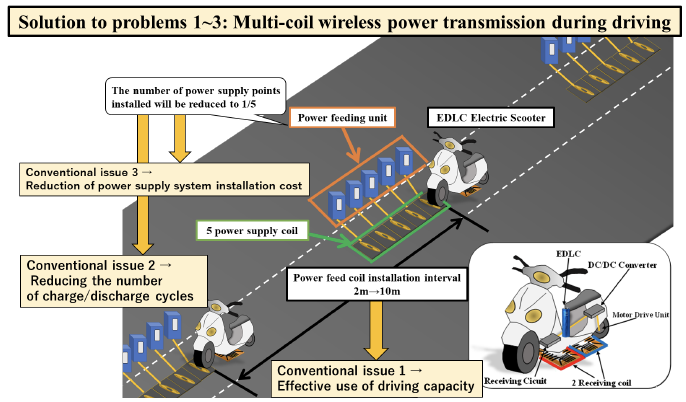 Solution to problems 1~3: Multi-coil wireless power transmission during driving
The number of power supply points
installed will be reduced to 1/5
Power feeding unit
EDLC Electric Scooter
Conventional issue 3 →
Reduction of power supply system installation cost
5 power supply coil
Conventional issue 2 →
Reducing the number
of charge/discharge cycles
Power feed coil installation interval
2m→10m
Conventional issue 1 →
Effective use of driving capacity
EDLC
DC/DC Converter
Motor Drive Unit
Receiving Cicuit
2 Receiving coil